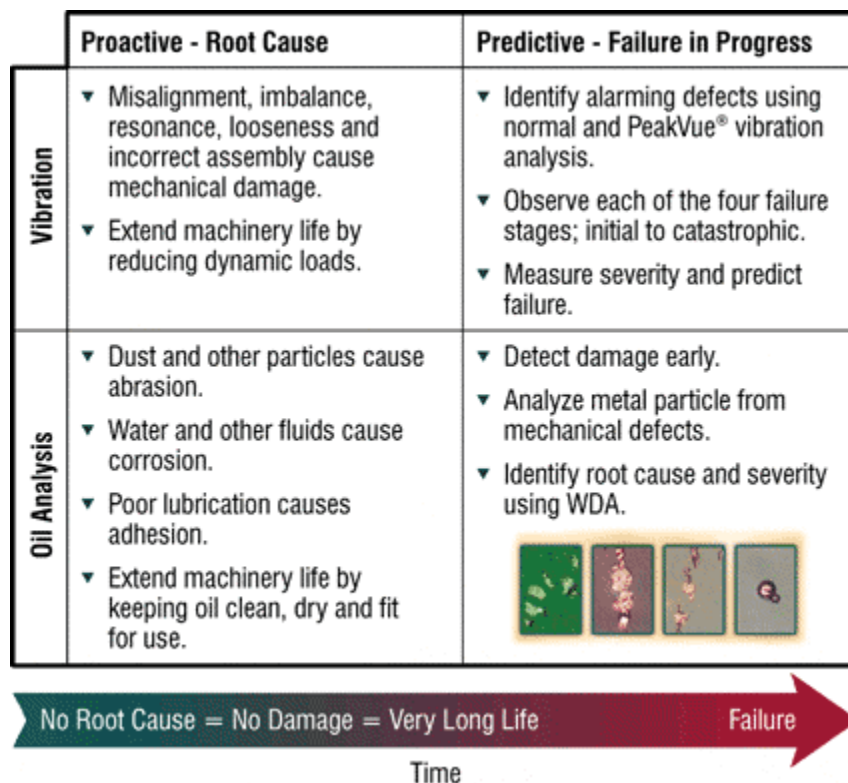 Proactive - Root Cause
Predictive - Failure in Progress
Vibration
▼ Misalignment, imbalance,
resonance, looseness and
incorrect assembly cause
mechanical damage.
▼ Extend machinery life by
reducing dynamic loads.
▼ Identify alarming defects using
normal and PeakVue® vibration
analysis.
▼ Observe each of the four failure
stages; initial to catastrophic.
▼ Measure severity and predict
failure.
Oil Analysis
▼ Dust and other particles cause
abrasion.
▼ Water and other fluids cause
corrosion.
▼ Poor lubrication causes
adhesion.
▼ Extend machinery life by
keeping oil clean, dry and fit
for use.
▼ Detect damage early.
▼ Analyze metal particle from
mechanical defects.
▼ Identify root cause and severity
using WDA.
No Root Cause = No Damage = Very Long Life
Failure
Time